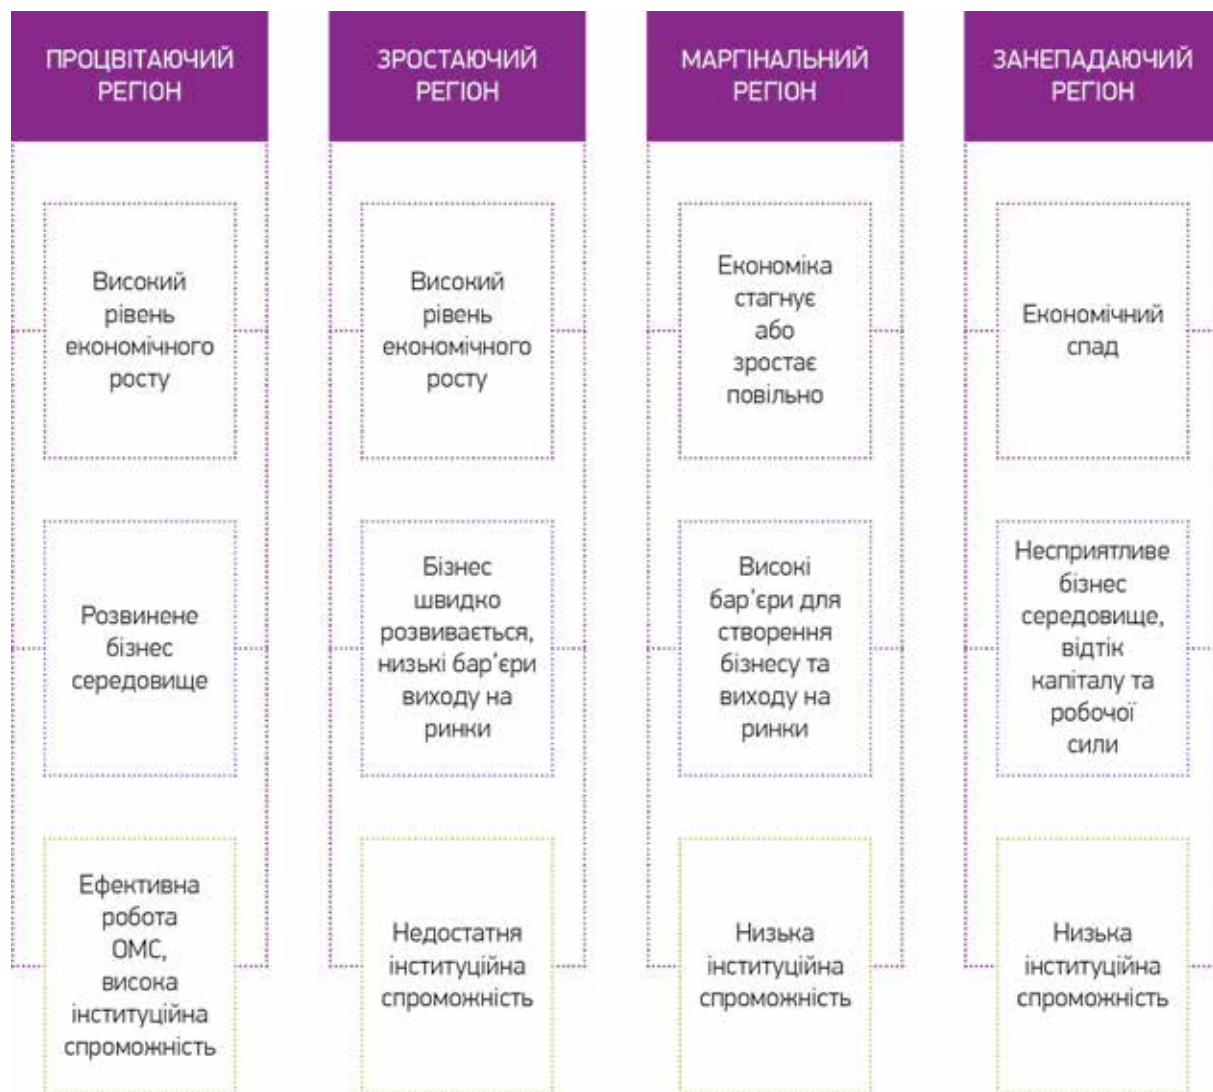 ПРОЦВІТАЮЧИЙ
РЕГІОН
Високий
рівень
економічного
росту
Розвинене
бізнес
середовище
Ефективна
робота
ОМС,
висока
інституційна
спроможність
ЗРОСТАЮЧИЙ
РЕГІОН
Високий
рівень
економічного
росту
Бізнес
швидко
розвивається,
низькі бар’єри
виходу на
ринки
Недостатня
інституційна
спроможність
МАРГІНАЛЬНИЙ
РЕГІОН
Економіка
стагнує
або
зростає
повільно
Високі
бар’єри для
створення
бізнесу та
виходу на
ринки
Низька
інституційна
спроможність
ЗАНЕПАДАЮЧИЙ
РЕГІОН
Економічний
спад
Несприятливе
бізнес
середовище,
відтік
капіталу та
робочої
сили
Низька
інституційна
спроможність